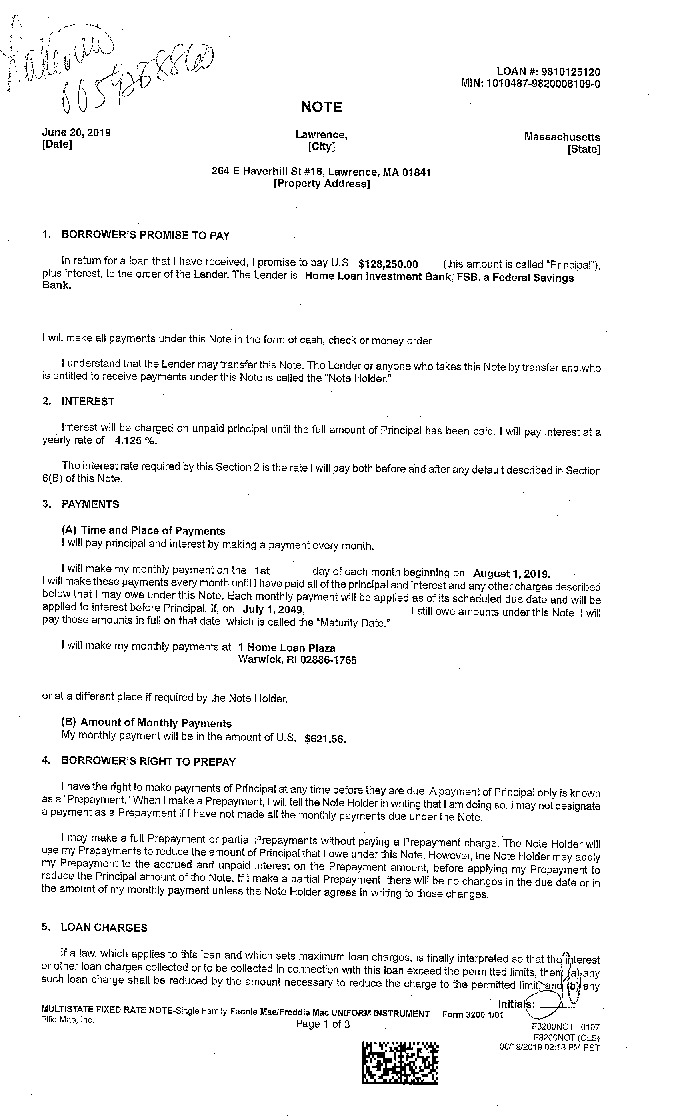 LOAN #: 9810125120
MIN: 1010487-9820008109-0
NOTE
June 20, 2019
[Date]
Lawrence,
[City]
Massachusetts
[State]
264 E Haverhill St #18, Lawrence, MA 01841
[Property Address]
1. BORROWER'S PROMISE TO PAY
In return for a loan that I have received, I promise to pay U.S. $128,250.00 (this amount is called "Principal"),
plus interest, to the order of the Lender. The Lender is Home Loan Investment Bank, FSB, a Federal Savings
Bank.
I will make all payments under this Note in the form of cash, check or money order.
I understand that the Lender may transfer this Note. The Lender or anyone who takes this Note by transfer and who
is entitled to receive payments under this Note is called the "Note Holder."
2. INTEREST
Interest will be charged on unpaid principal until the full amount of Principal has been paid. I will pay interest at a
yearly rate of 4.125 %.
The interest rate required by this Section 2 is the rate I will pay both before and after any default described in Section
6(B) of this Note.
3. PAYMENTS
(A) Time and Place of Payments
I will pay principal and interest by making a payment every month.
I will make my monthly payment on the 1st day of each month beginning on August 1, 2019.
I will make these payments every month until I have paid all of the principal and interest and any other charges described
below that I may owe under this Note. Each monthly payment will be applied as of its scheduled due date and will be
applied to interest before Principal. If, on July 1, 2049, I still owe amounts under this Note, I will
pay those amounts in full on that date, which is called the "Maturity Date."
I will make my monthly payments at 1 Home Loan Plaza
Warwick, RI 02886-1765
or at a different place if required by the Note Holder.
(B) Amount of Monthly Payments
My monthly payment will be in the amount of U.S. $621.56.
4. BORROWER'S RIGHT TO PREPAY
I have the right to make payments of Principal at any time before they are due. A payment of Principal only is known
as a "Prepayment." When I make a Prepayment, I will tell the Note Holder in writing that I am doing so. I may not designate
a payment as a Prepayment if I have not made all the monthly payments due under the Note.
I may make a full Prepayment or partial Prepayments without paying a Prepayment charge. The Note Holder will
use my Prepayments to reduce the amount of Principal that I owe under this Note. However, the Note Holder may apply
my Prepayment to the accrued and unpaid interest on the Prepayment amount, before applying my Prepayment to
reduce the Principal amount of the Note. If I make a partial Prepayment, there will be no changes in the due date or in
the amount of my monthly payment unless the Note Holder agrees in writing to those changes.
5. LOAN CHARGES
If a law, which applies to this loan and which sets maximum loan charges, is finally interpreted so that the interest
or other loan charges collected or to be collected in connection with this loan exceed the permitted limits, then: (a) any
such loan charge shall be reduced by the amount necessary to reduce the charge to the permitted limit; and (b) any
Initials:
MULTISTATE FIXED RATE NOTE-Single Family-Fannie Mae/Freddie Mac UNIFORM INSTRUMENT Form 3200 1/01
Ellie Mae, Inc. Page 1 of 3
F3200NOT 0107
F3200NOT (CLS)
06/19/2019 02:13 PM PST